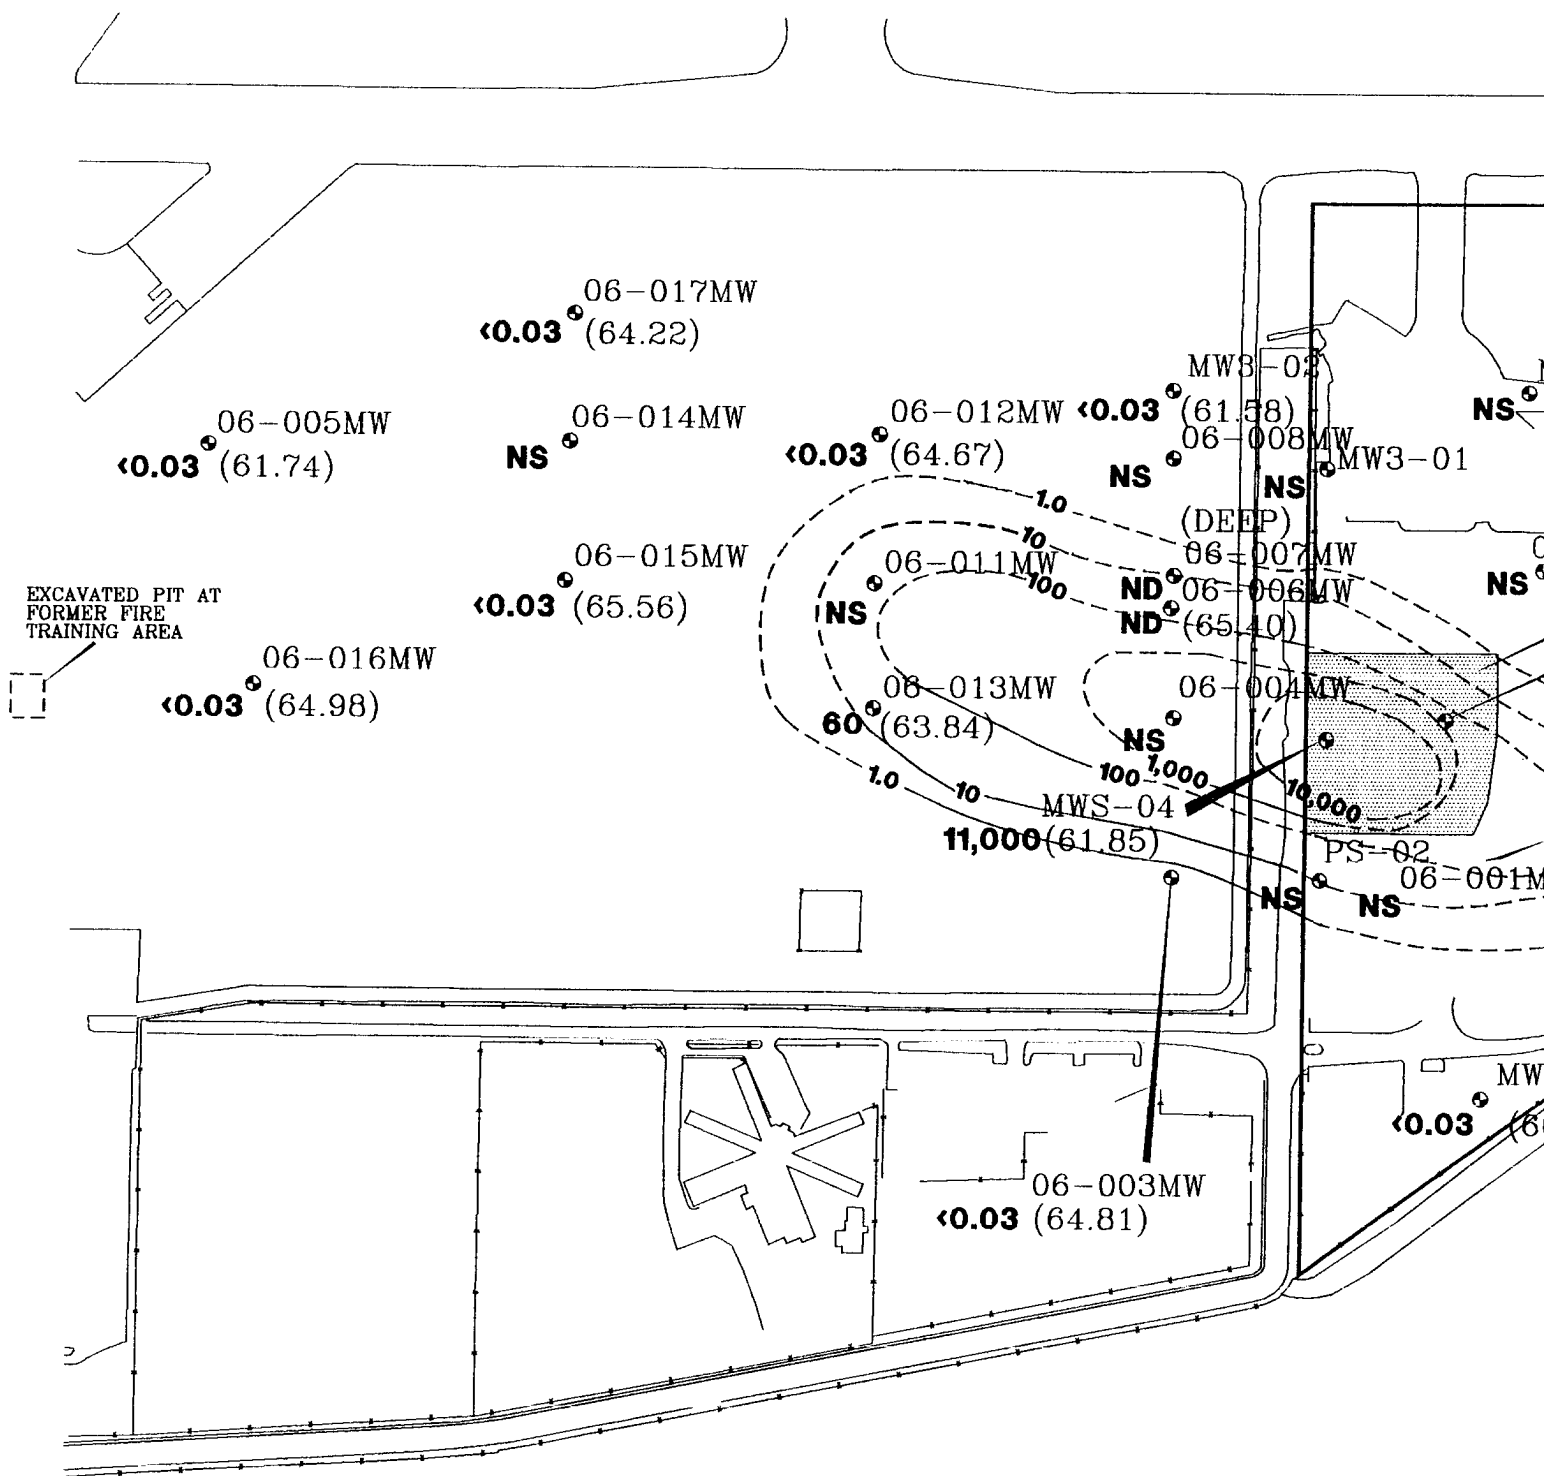 06-017MW
<0.03 (64.22)
MW3-02
<0.03 (61.58)
06-005MW
<0.03 (61.74)
06-014MW
NS
06-012MW
<0.03 (64.67)
06-008MW
NS
MW3-01
NS
NS
1.0
10
100
(DEEP)
06-007MW
ND
06-006MW
ND (65.40)
NS
06-015MW
<0.03 (65.56)
06-011MW
NS
EXCAVATED PIT AT
FORMER FIRE
TRAINING AREA
06-016MW
<0.03 (64.98)
06-013MW
60 (63.84)
06-004MW
NS
1.0
10
100
1,000
10,000
MWS-04
11,000 (61.85)
PS-02
NS
06-001M
NS
MW
<0.03 (6
06-003MW
<0.03 (64.81)